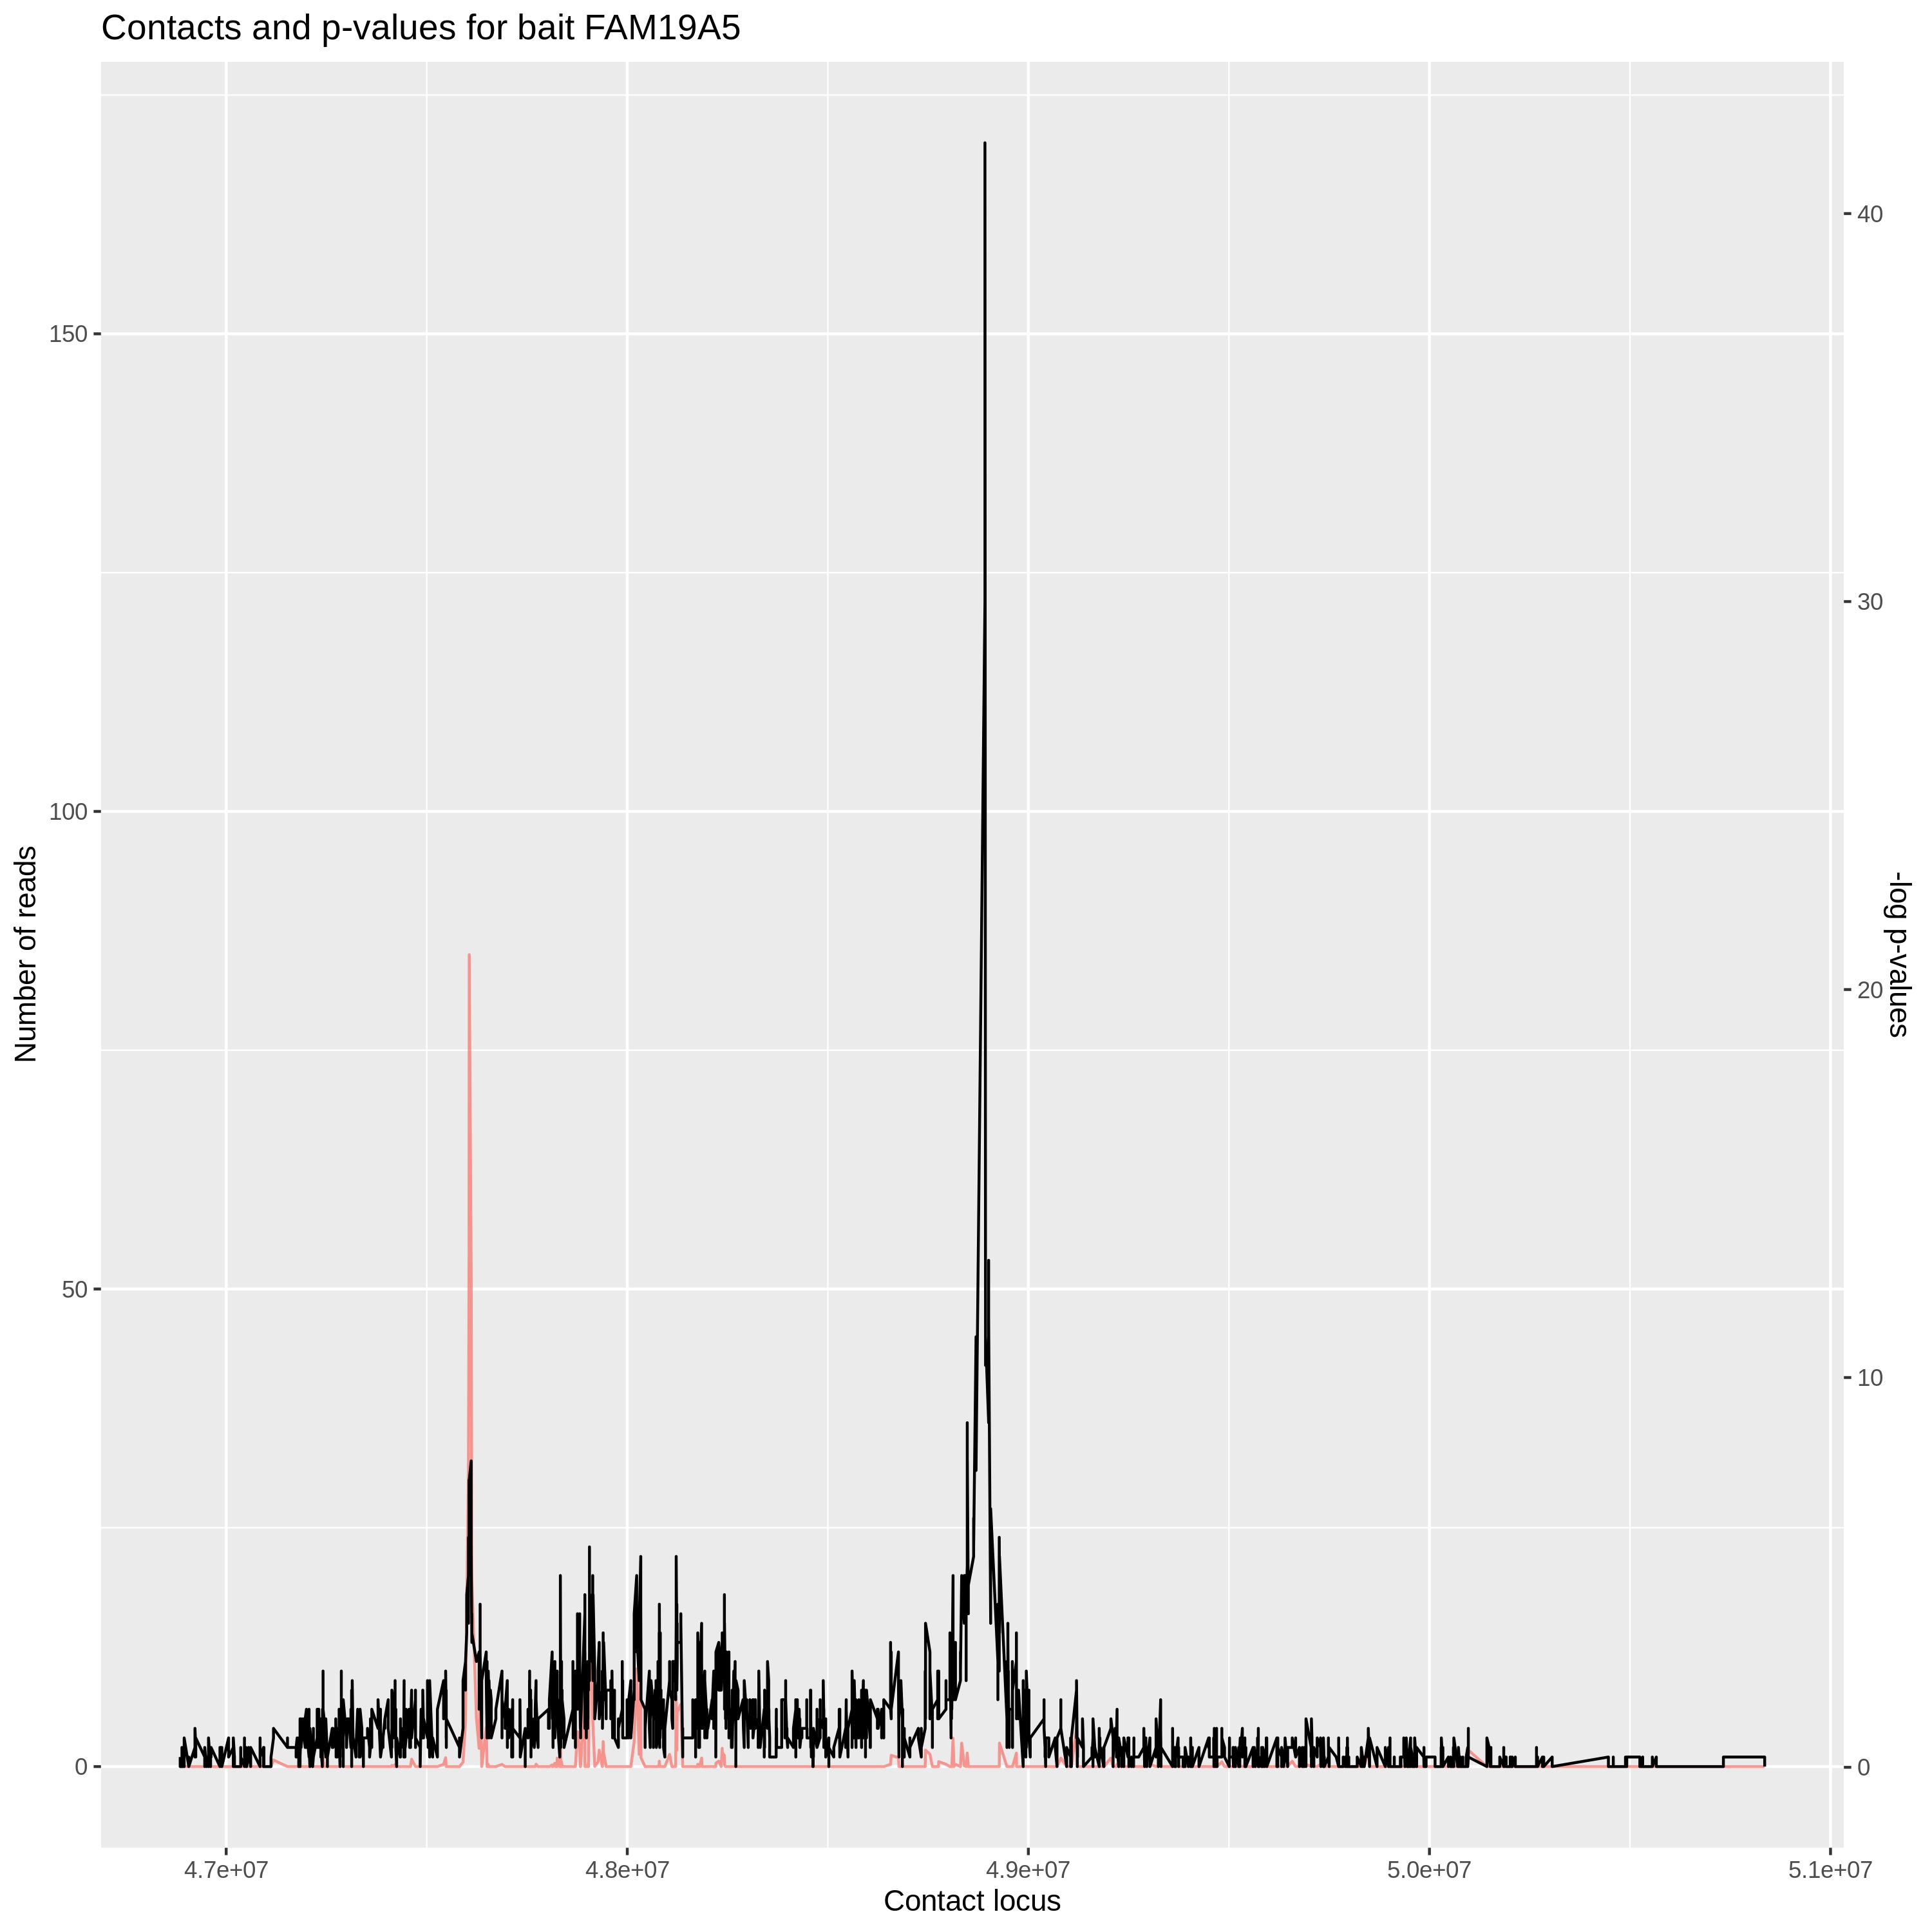 Contacts and p-values for bait FAM19A5
Number of reads
150
100
50
0
40
30
20
10
0
-log p-values
4.7e+07
4.8e+07
4.9e+07
5.0e+07
5.1e+07
Contact locus